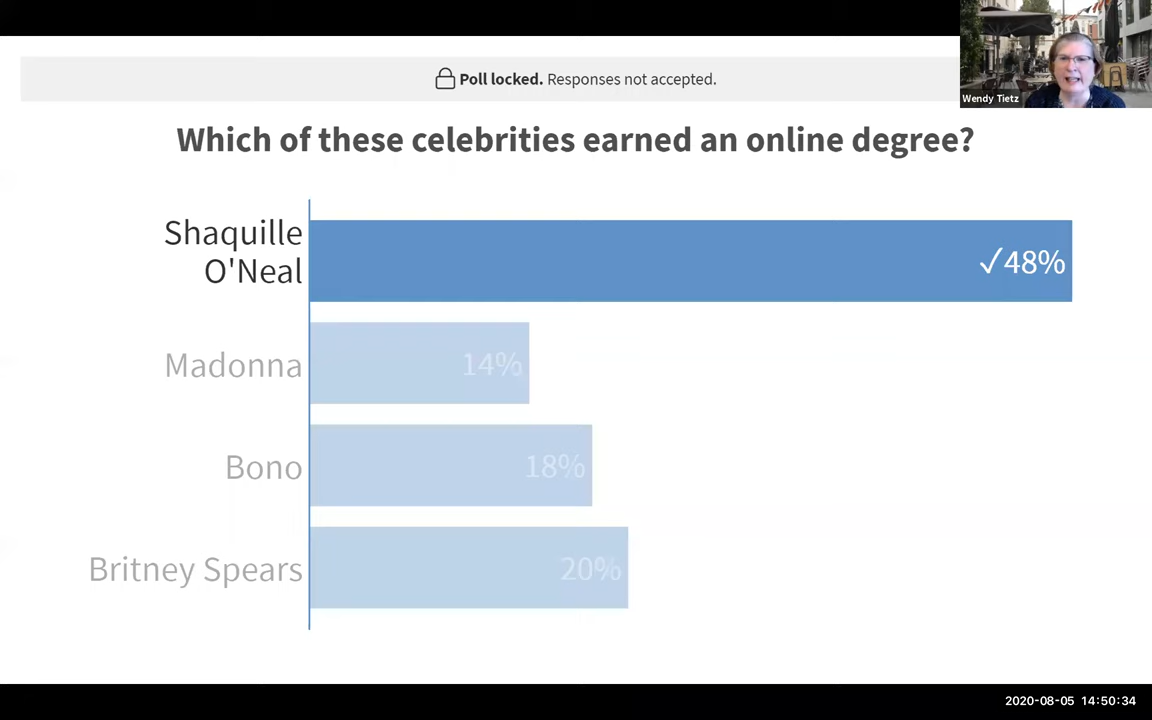 Poll locked. Responses not accepted.
Wendy Tietz
Which of these celebrities earned an online degree?
Shaquille
O'Neal
✓48%
Madonna
14%
Bono
18%
Britney Spears
20%
2020-08-05 14:50:34